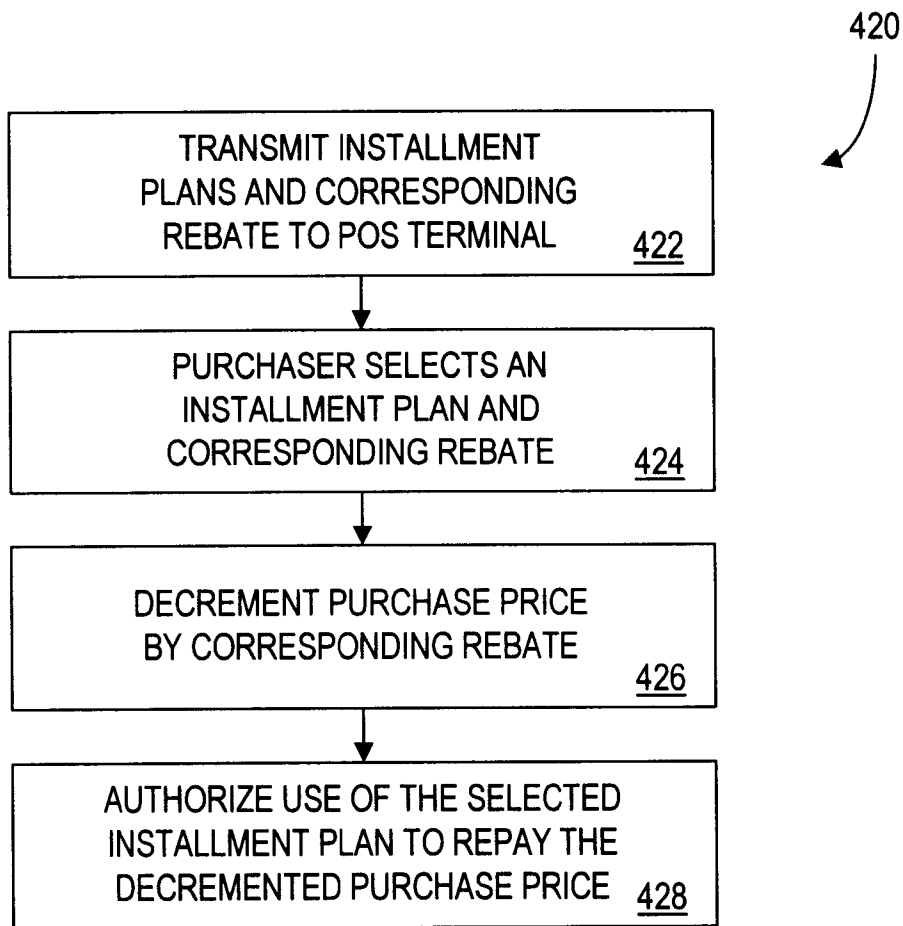 420
TRANSMIT INSTALLMENT
PLANS AND CORRESPONDING
REBATE TO POS TERMINAL
422
PURCHASER SELECTS AN
INSTALLMENT PLAN AND
CORRESPONDING REBATE
424
DECREMENT PURCHASE PRICE
BY CORRESPONDING REBATE
426
AUTHORIZE USE OF THE SELECTED
INSTALLMENT PLAN TO REPAY THE
DECREMENTED PURCHASE PRICE
428